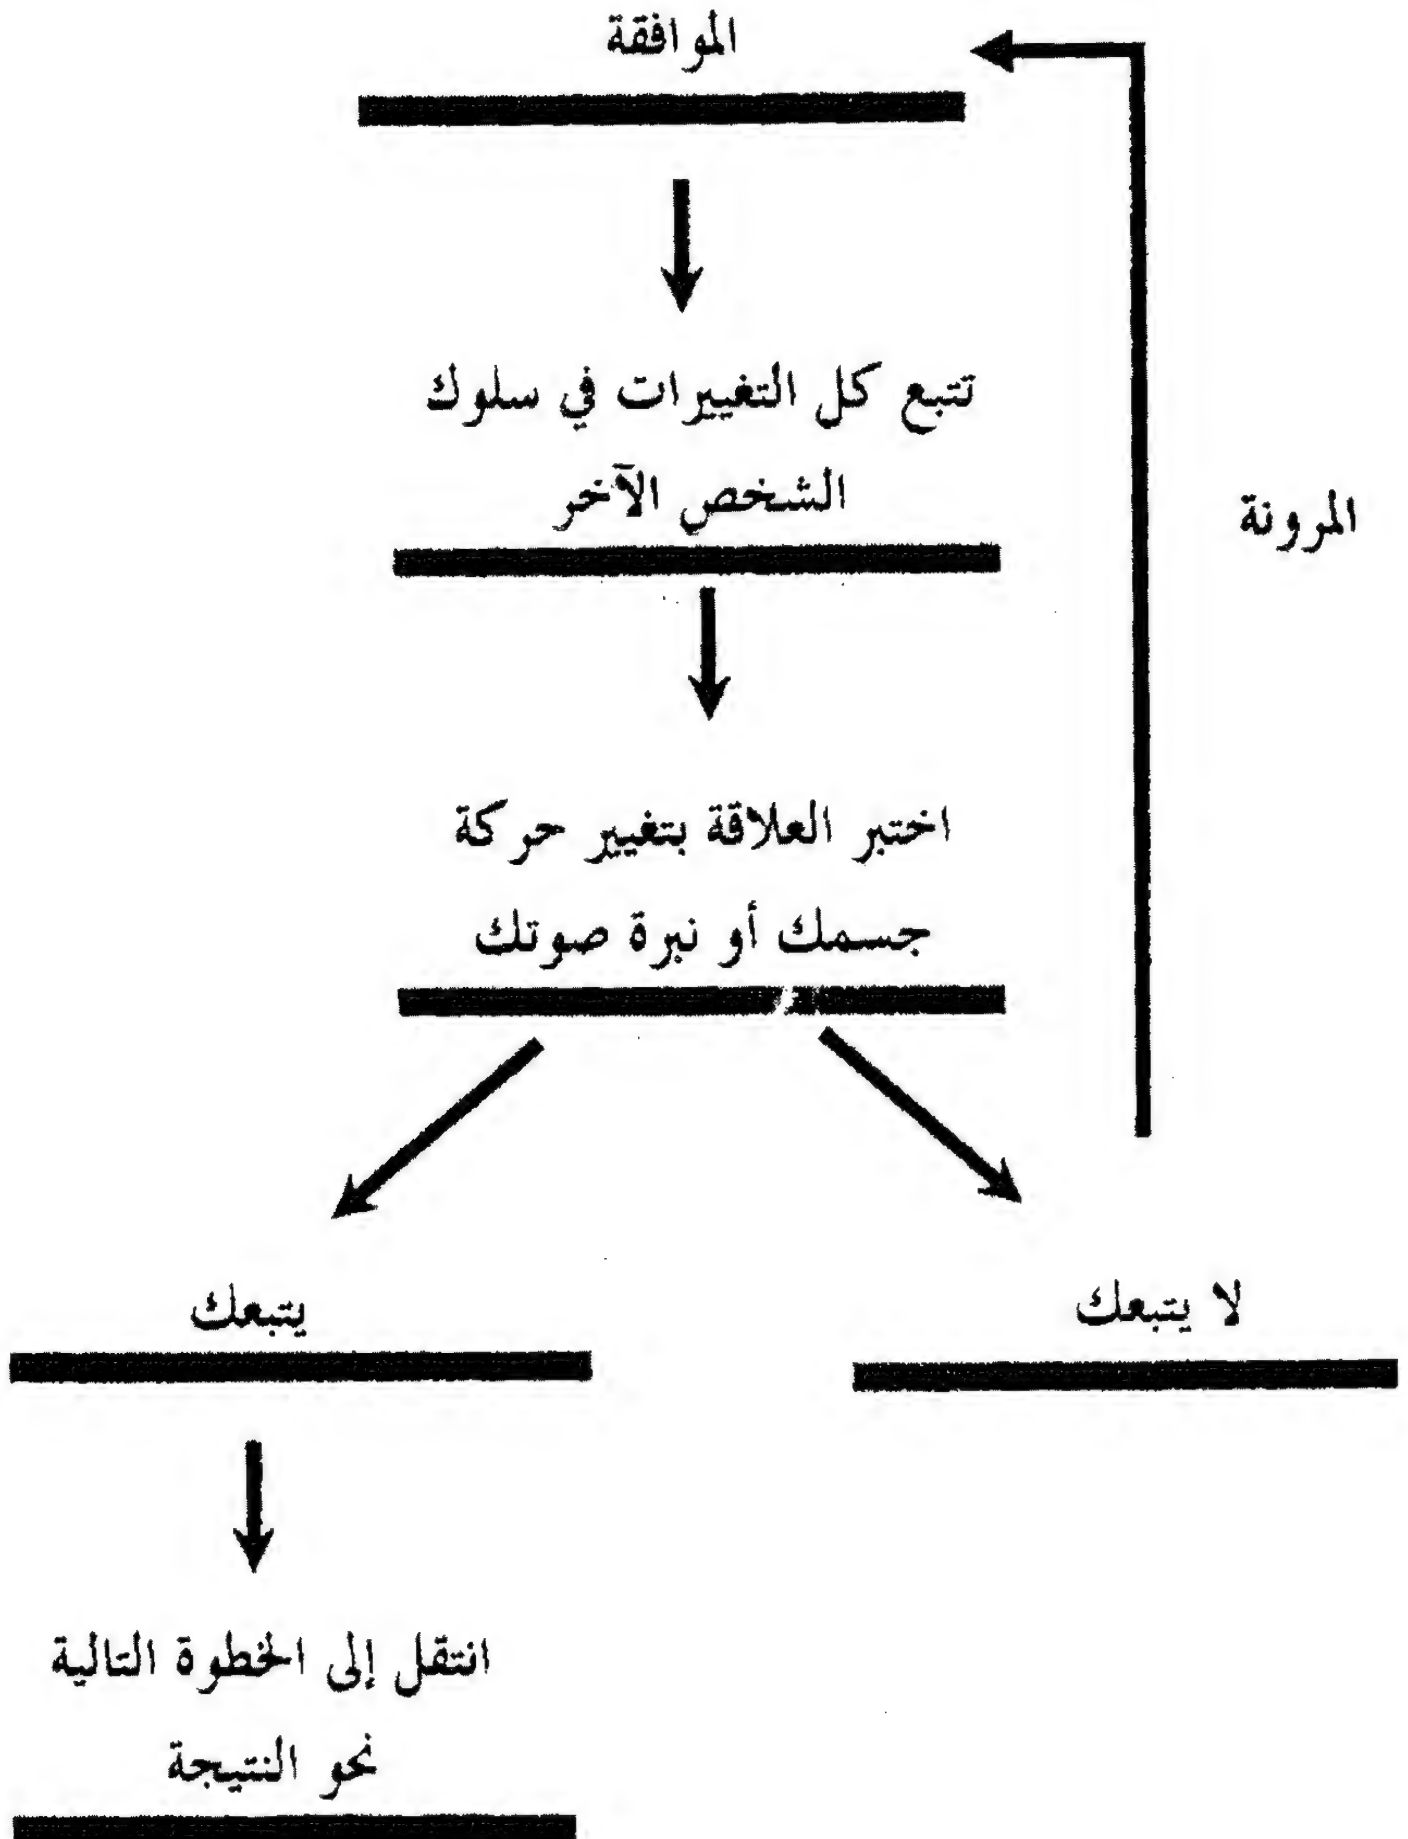 الموافقة
تتبع كل التغييرات في سلوك
الشخص الآخر
المرونة
اختبر العلاقة بتغيير حركة
جسمك أو نبرة صوتك
لا يتبعك
يتبعك
انتقل إلى الخطوة التالية
نحو النتيجة